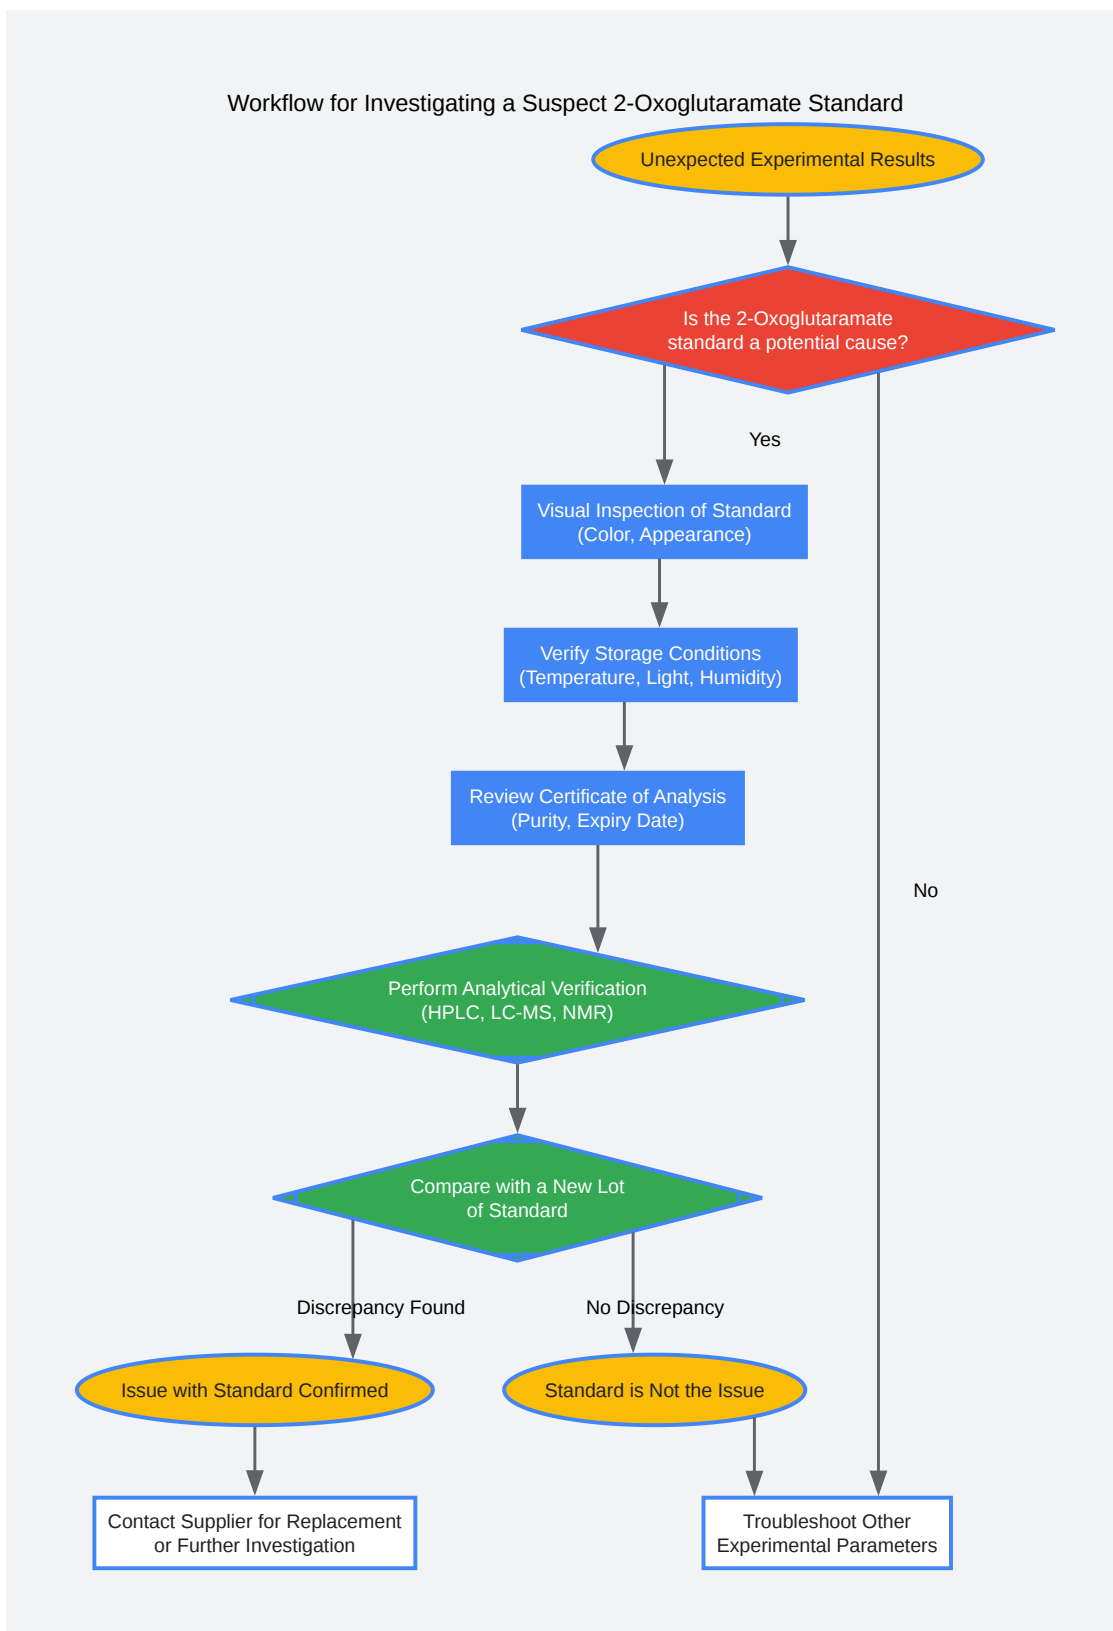 Workflow for Investigating a Suspect 2-Oxoglutaramate Standard
Unexpected Experimental Results
Is the 2-Oxoglutaramate
standard a potential cause?
Yes
Visual Inspection of Standard
(Color, Appearance)
Verify Storage Conditions
(Temperature, Light, Humidity)
Review Certificate of Analysis
(Purity, Expiry Date)
No
Perform Analytical Verification
(HPLC, LC-MS, NMR)
Compare with a New Lot
of Standard
Discrepancy Found
No Discrepancy
Issue with Standard Confirmed
Standard is Not the Issue
Contact Supplier for Replacement
or Further Investigation
Troubleshoot Other
Experimental Parameters